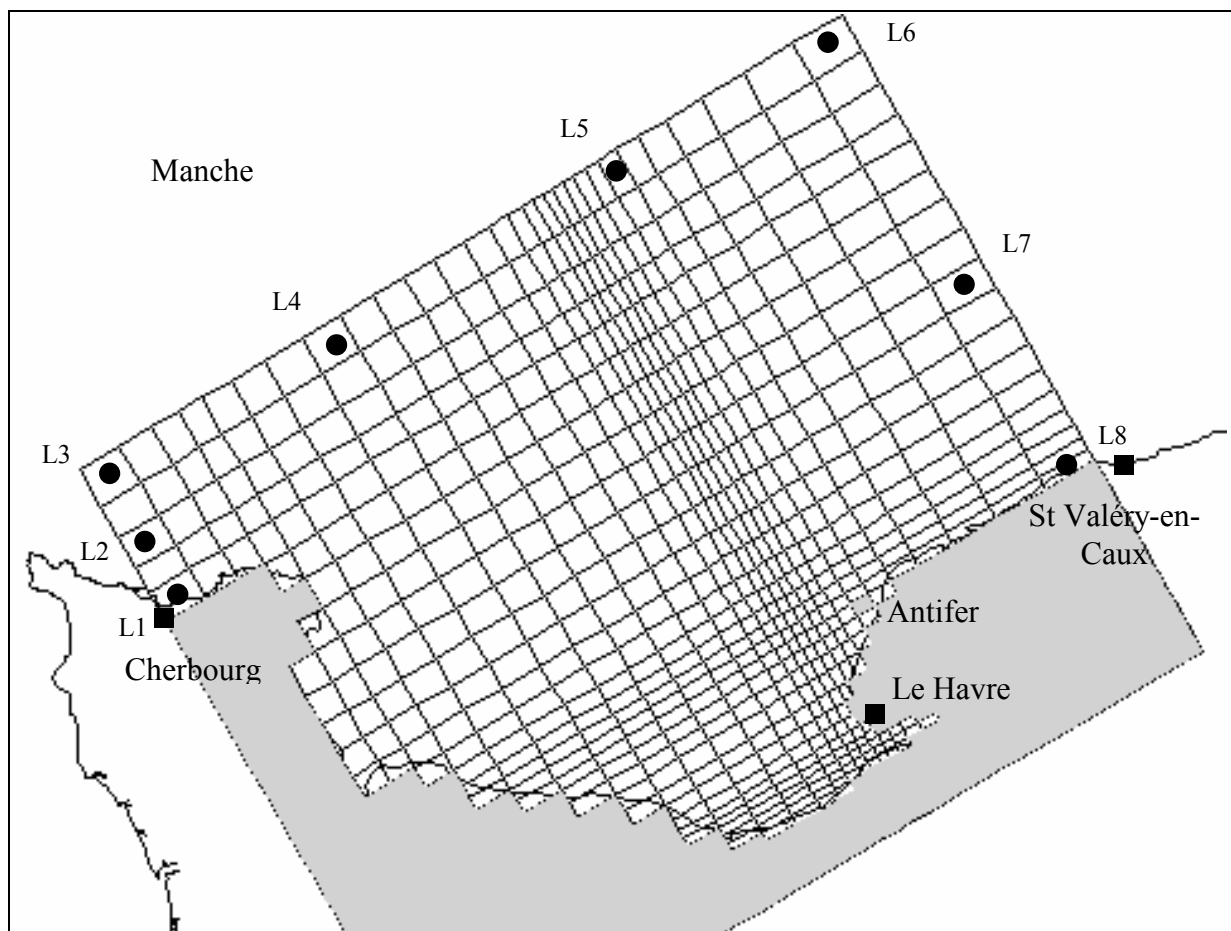 L6
L5
Manche
L7
L4
L3
L8
St Valéry-en-
Caux
L2
Antifer
L1
Cherbourg
Le Havre